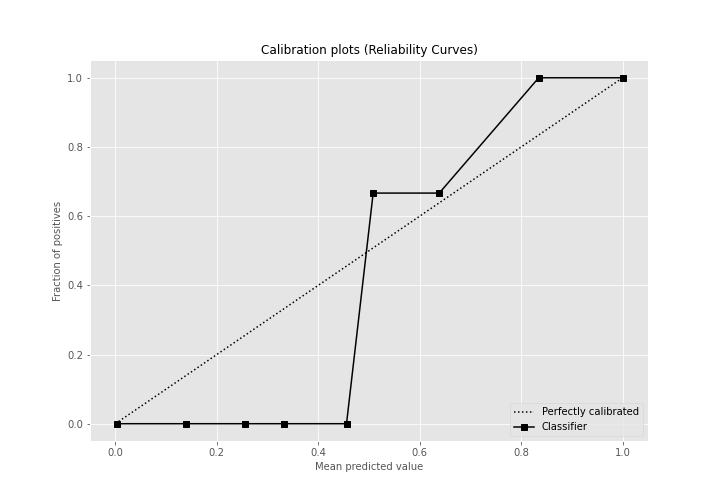 Calibration plots (Reliability Curves)
1.0
0.8
0.6
0.4
0.2
0.0
Fraction of positives
0.0 0.2 0.4 0.6 0.8 1.0
Mean predicted value
Perfectly calibrated
Classifier